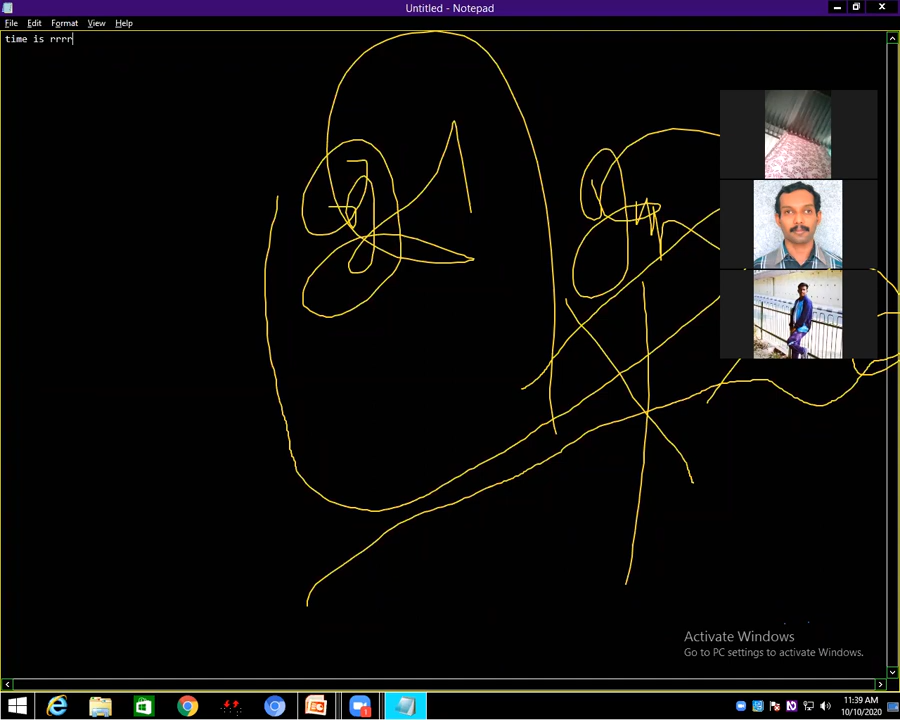 Untitled - Notepad
File Edit Format View Help
time is rrrr
Activate Windows
Go to PC settings to activate Windows.
11:39 AM
10/10/2020